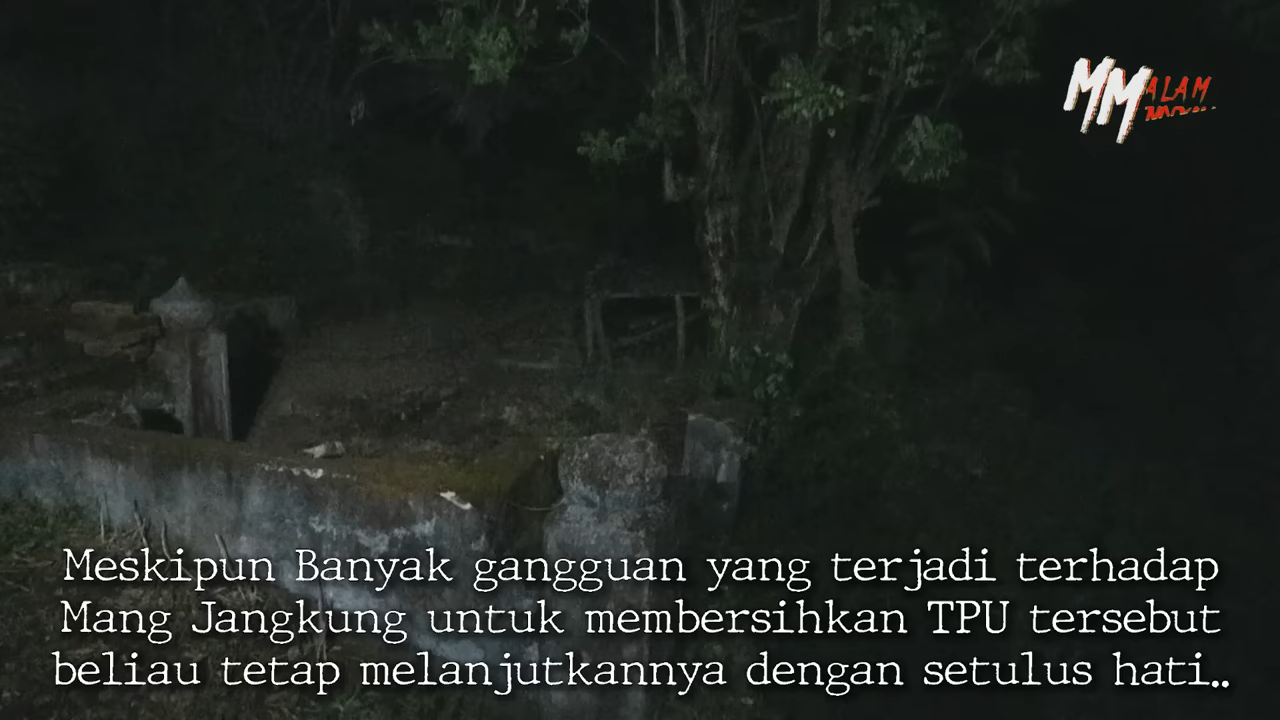 MMALAM
Meskipun Banyak gangguan yang terjadi terhadap
Mang Jangkung untuk membersihkan TPU tersebut
beliau tetap melanjutkannya dengan setulus hati..